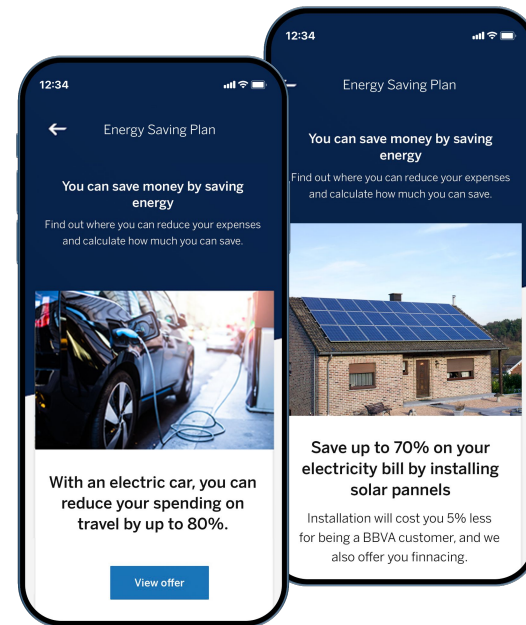 12:34
Energy Saving Plan
You can save money by saving
energy
Find out where you can reduce your expenses
and calculate how much you can save.
With an electric car, you can
reduce your spending on
travel by up to 80%.
View offer
12:34
Energy Saving Plan
You can save money by saving
energy
Find out where you can reduce your expenses
and calculate how much you can save.
Save up to 70% on your
electricity bill by installing
solar pannels
Installation will cost you 5% less
for being a BBVA customer, and we
also offer you finnacing.